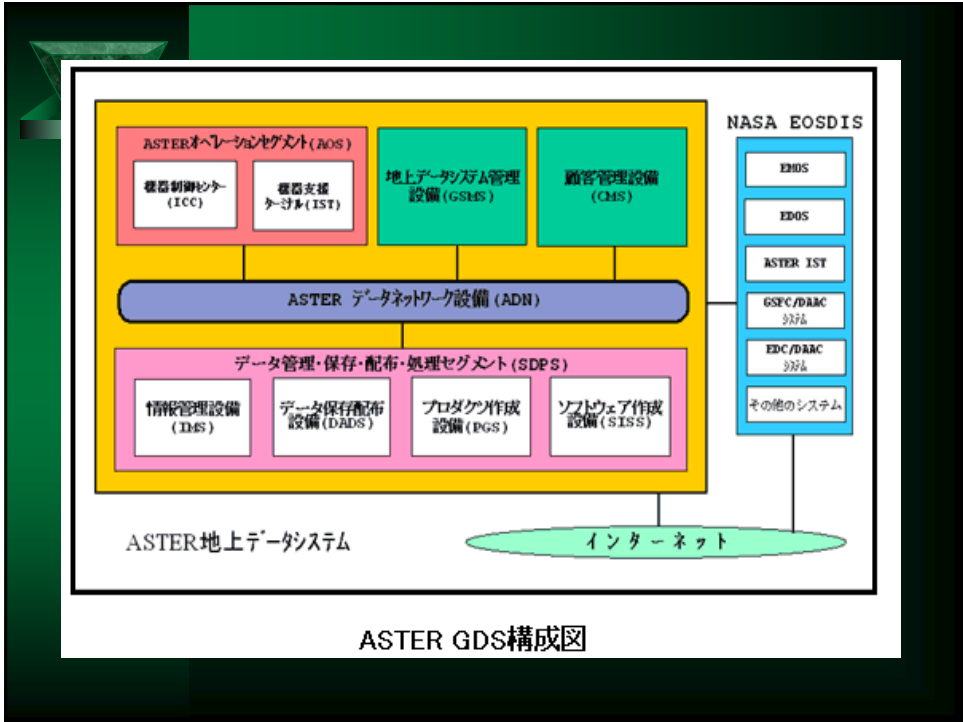 NASA EOSDIS
ASTERオペレーションセグメント(AOS)
機器制御センター
(ICC)
機器支援
ターミナル(IST)
地上データシステム管理
設備(GSMS)
顧客管理設備
(CMS)
EMOS
EDOS
ASTER IST
GSFC/DAAC
システム
EDC/DAAC
システム
その他のシステム
ASTER データネットワーク設備(ADN)
データ管理・保存・配布・処理セグメント(SDPS)
情報管理設備
(IMS)
データ保存配布
設備(DADS)
プロダクツ作成
設備(PGS)
ソフトウェア作成
設備(SISS)
ASTER地上データシステム
インターネット
ASTER GDS構成図